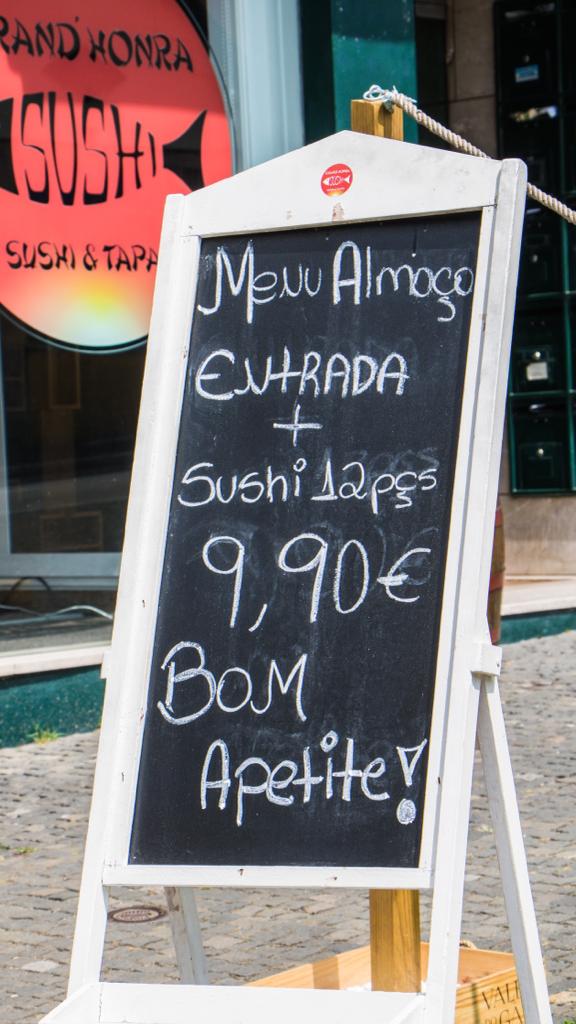 RAND'HONRA
SUSHI
SUSHI & TAPA
Menu Almoço
ENTRADA
+
Sushi 12pçs
9,90€
BOM
Apetite!